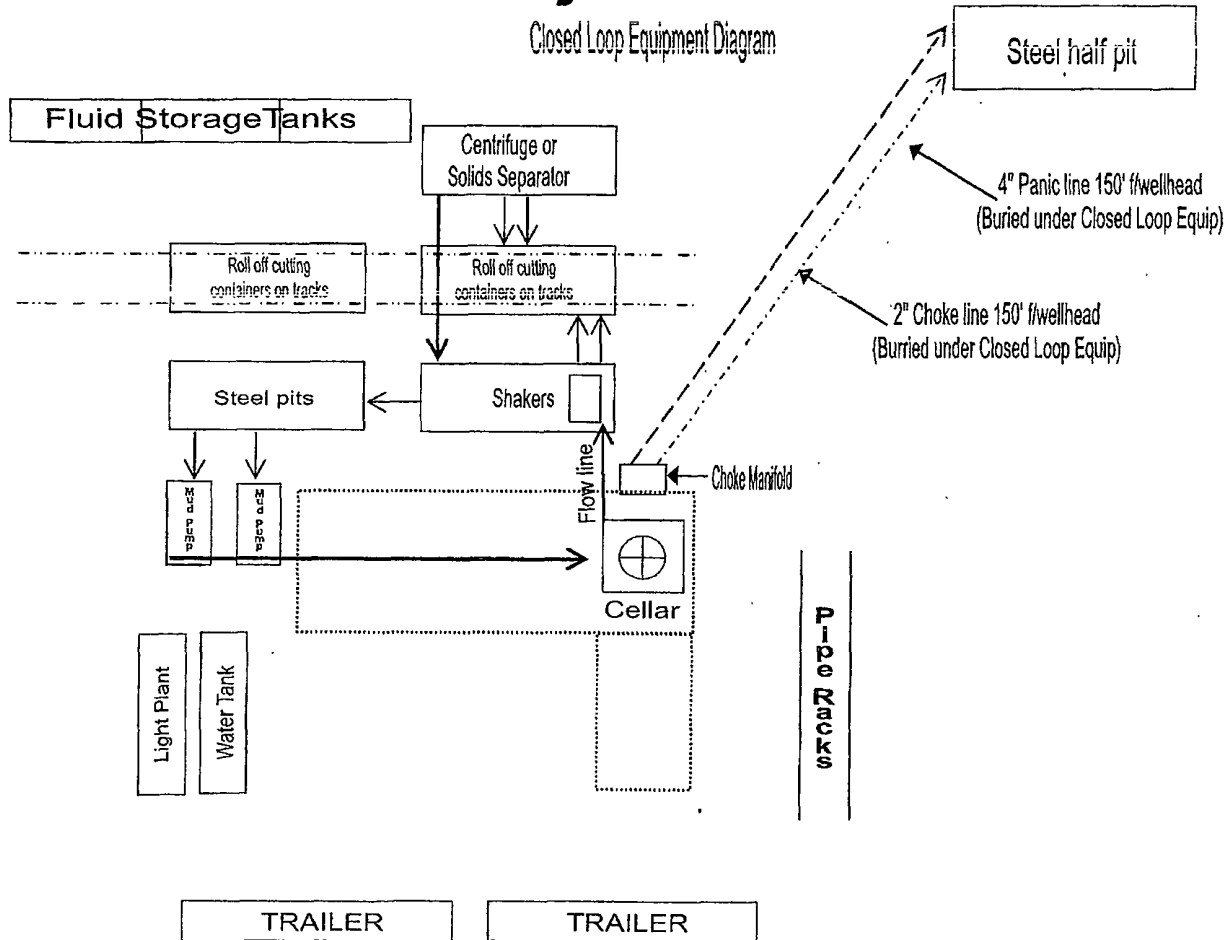 Closed Loop Equipment Diagram
Steel half pit
Fluid StorageTanks
Centrifuge or
Solids Separator
4" Panic line 150' f/wellhead
(Buried under Closed Loop Equip)
Roll off cutting
containers on tracks
Roll off cutting
containers on tracks
2" Choke line 150' f/wellhead
(Burried under Closed Loop Equip)
Steel pits
Shakers
Flow line
Choke Manifold
Mud Pump
Mud Pump
Cellar
Pipe Racks
Light Plant
Water Tank
TRAILER
TRAILER